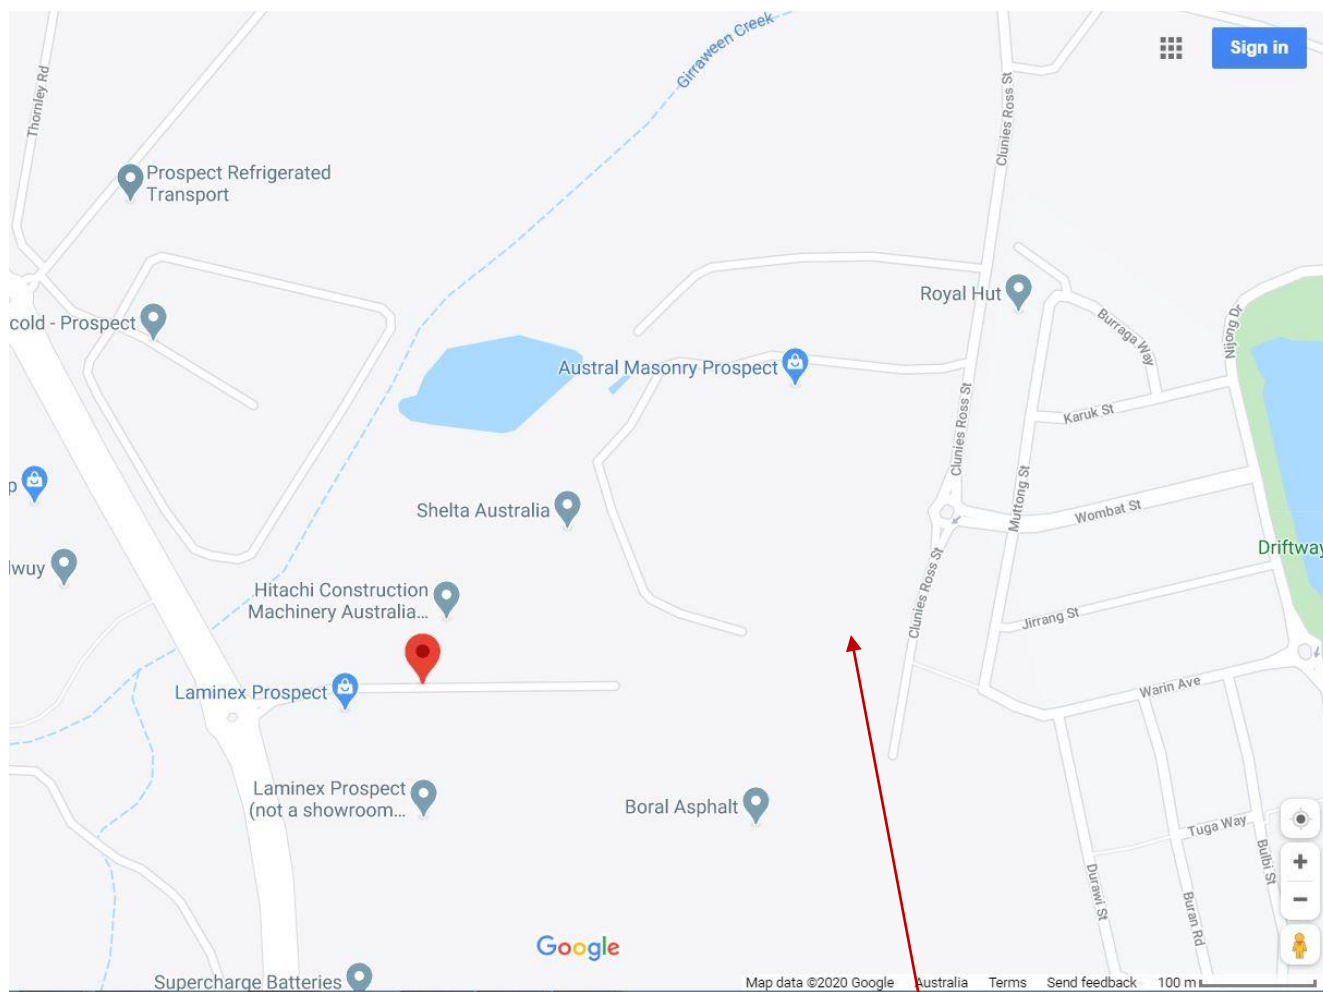 Girraween Creek
Sign in
Thornley Rd
Clunies Ross St
Prospect Refrigerated
Transport
Royal Hut
cold - Prospect
Burraga Way
Nijong Dr
Austral Masonry Prospect
Karuk St
Clunies Ross St
p
Muttong St
Shelta Australia
Wombat St
Driftway
lwuy
Clunies Ross St
Hitachi Construction
Machinery Australia...
Jirrang St
Laminex Prospect
Warin Ave
Laminex Prospect
(not a showroom...
Boral Asphalt
Tuga Way
Bulbi St
Durawi St
Buran Rd
Google
Supercharge Batteries
Map data ©2020 Google Australia Terms Send feedback 100 m